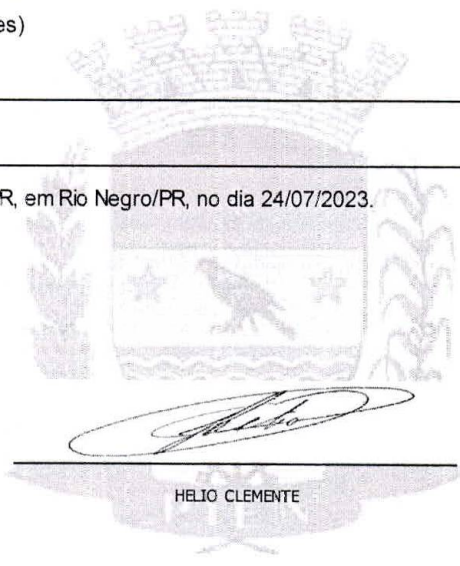 es)
R, em Rio Negro/PR, no dia 24/07/2023.
HELIO CLEMENTE